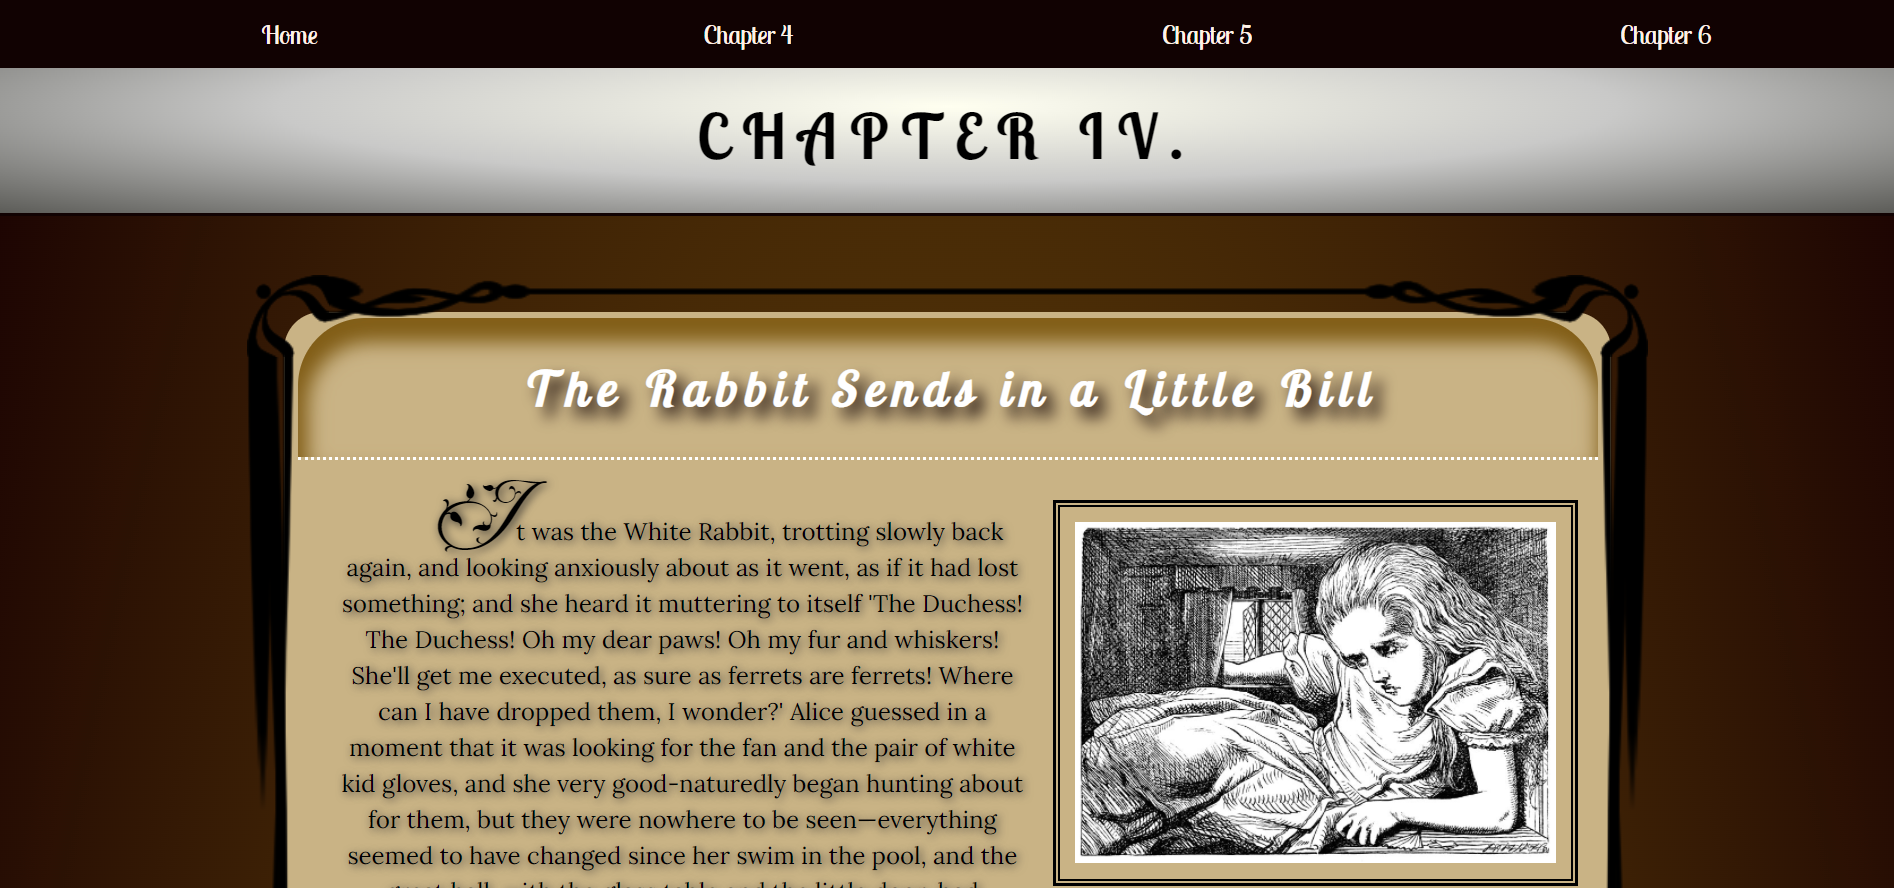 Home Chapter 4 Chapter 5 Chapter 6
CHAPTER IV.
The Rabbit Sends in a Little Bill
It was the White Rabbit, trotting slowly back
again, and looking anxiously about as it went, as if it had lost
something; and she heard it muttering to itself 'The Duchess!
The Duchess! Oh my dear paws! Oh my fur and whiskers!
She'll get me executed, as sure as ferrets are ferrets! Where
can I have dropped them, I wonder?' Alice guessed in a
moment that it was looking for the fan and the pair of white
kid gloves, and she very good-naturedly began hunting about
for them, but they were nowhere to be seen—everything
seemed to have changed since her swim in the pool, and the